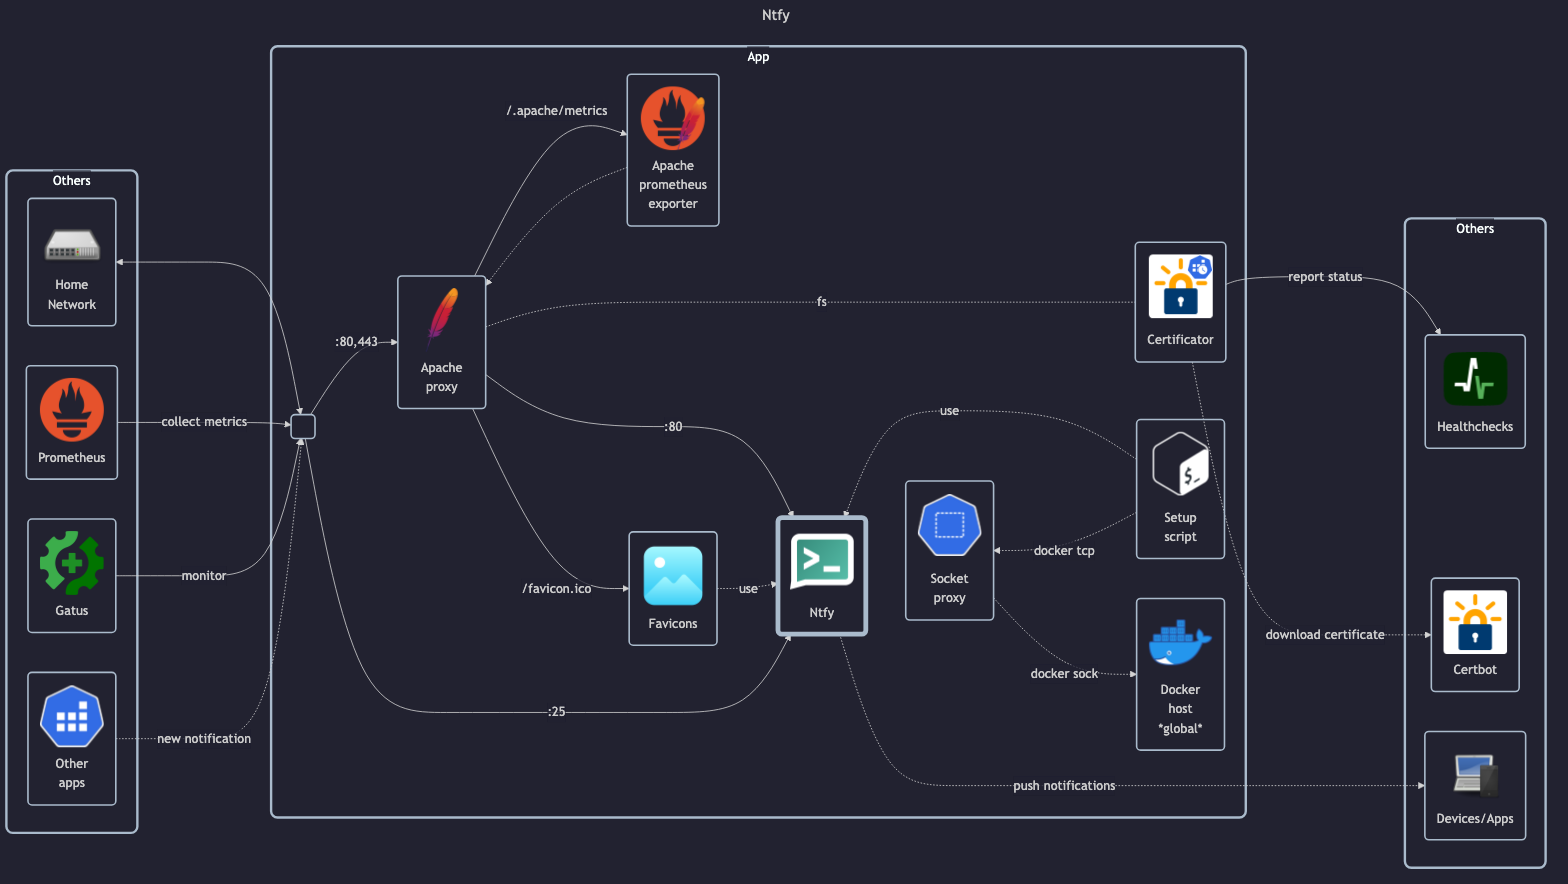 Ntfy
App
Others
Home
Network
Prometheus
Gatus
Other
apps
collect metrics
monitor
new notification
:80,443
/.apache/metrics
Apache
prometheus
exporter
Apache
proxy
fs
:80
/favicon.ico
Favicons
use
:25
Ntfy
use
Socket
proxy
docker tcp
docker sock
push notifications
Certificator
Setup
script
$_
Docker
host
*global*
report status
download certificate
Others
Healthchecks
Certbot
Devices/Apps